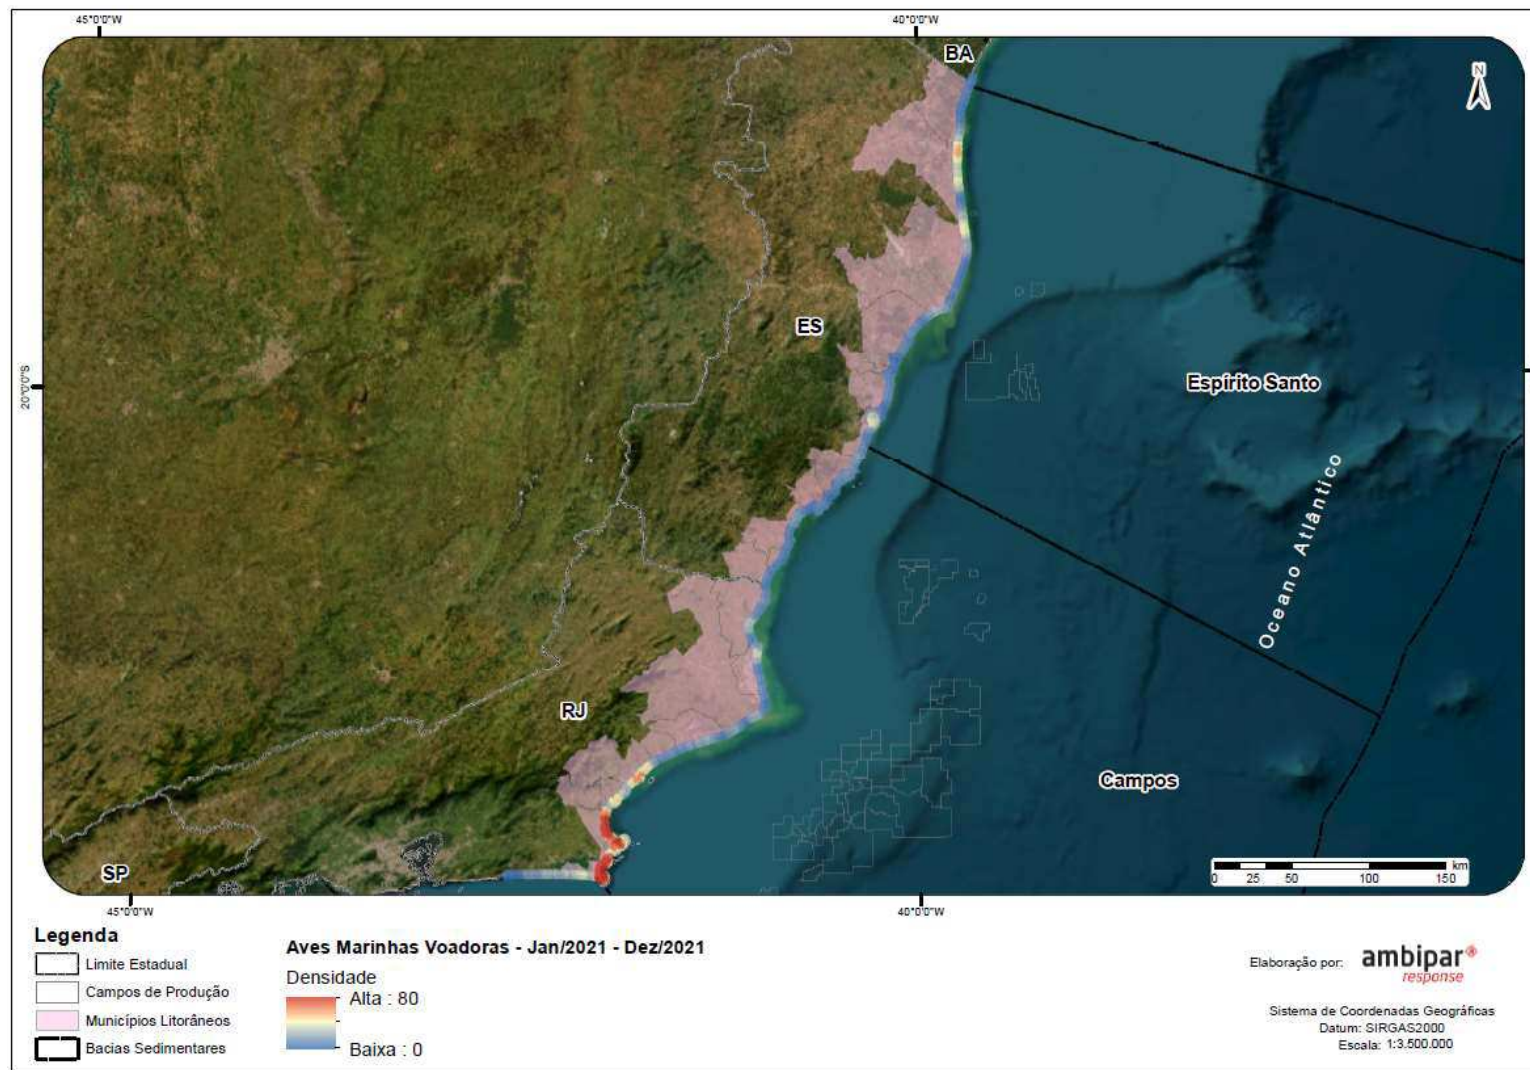 45°0'0"W
40°0'0"W
BA
N
20°0'0"S
ES
Espírito Santo
Oceano Atlântico
RJ
Campos
SP
km
0 25 50 100 150
45°0'0"W
40°0'0"W
Legenda
Limite Estadual
Campos de Produção
Municípios Litorâneos
Bacias Sedimentares
Aves Marinhas Voadoras - Jan/2021 - Dez/2021
Densidade
Alta : 80
Baixa : 0
Elaboração por:
ambipar
response
Sistema de Coordenadas Geográficas
Datum: SIRGAS2000
Escala: 1:3.500.000